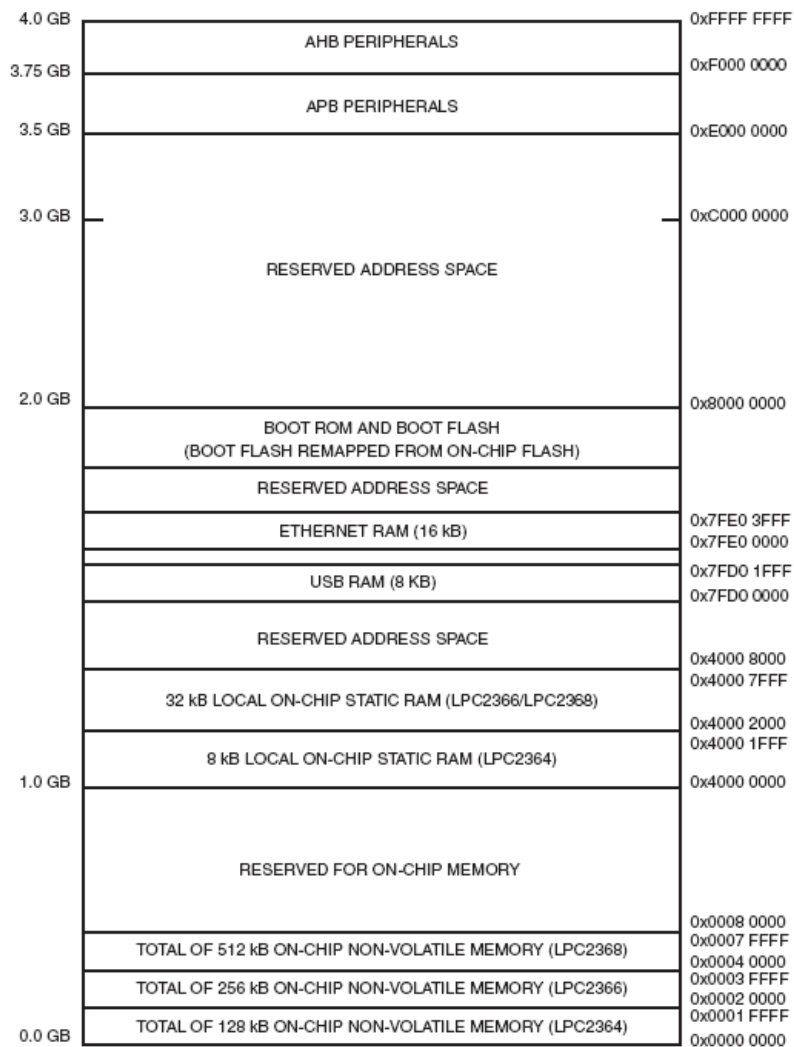 4.0 GB 0xFFFF FFFF
AHB PERIPHERALS
3.75 GB 0xF000 0000
APB PERIPHERALS
3.5 GB 0xE000 0000
3.0 GB 0xC000 0000
RESERVED ADDRESS SPACE
2.0 GB 0x8000 0000
BOOT ROM AND BOOT FLASH
(BOOT FLASH REMAPPED FROM ON-CHIP FLASH)
RESERVED ADDRESS SPACE
0x7FE0 3FFF
ETHERNET RAM (16 kB)
0x7FE0 0000
0x7FD0 1FFF
USB RAM (8 KB)
0x7FD0 0000
RESERVED ADDRESS SPACE
0x4000 8000
0x4000 7FFF
32 kB LOCAL ON-CHIP STATIC RAM (LPC2366/LPC2368)
0x4000 2000
0x4000 1FFF
8 kB LOCAL ON-CHIP STATIC RAM (LPC2364)
1.0 GB 0x4000 0000
RESERVED FOR ON-CHIP MEMORY
0x0008 0000
0x0007 FFFF
TOTAL OF 512 kB ON-CHIP NON-VOLATILE MEMORY (LPC2368)
0x0004 0000
0x0003 FFFF
TOTAL OF 256 kB ON-CHIP NON-VOLATILE MEMORY (LPC2366)
0x0002 0000
0x0001 FFFF
TOTAL OF 128 kB ON-CHIP NON-VOLATILE MEMORY (LPC2364)
0.0 GB 0x0000 0000